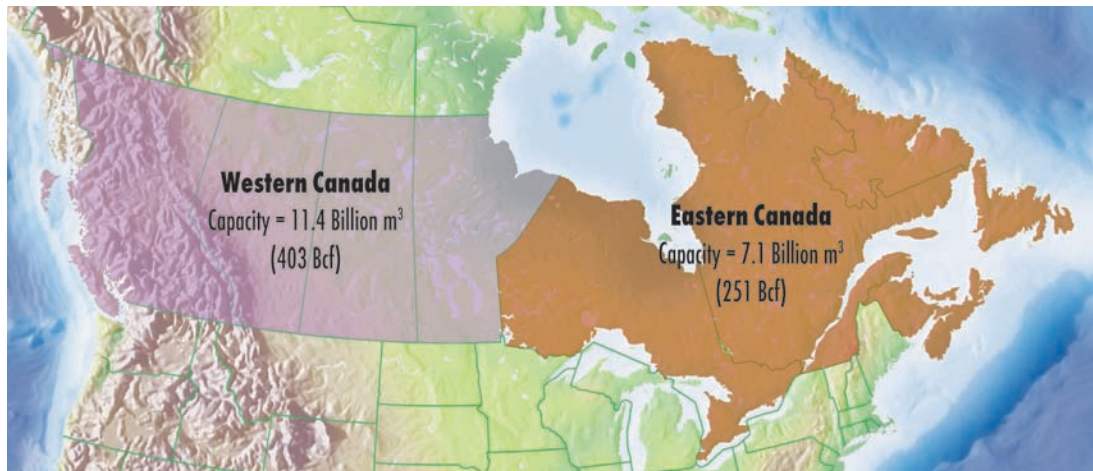 Western Canada
Capacity = 11.4 Billion m³
(403 Bcf)
Eastern Canada
Capacity = 7.1 Billion m³
(251 Bcf)